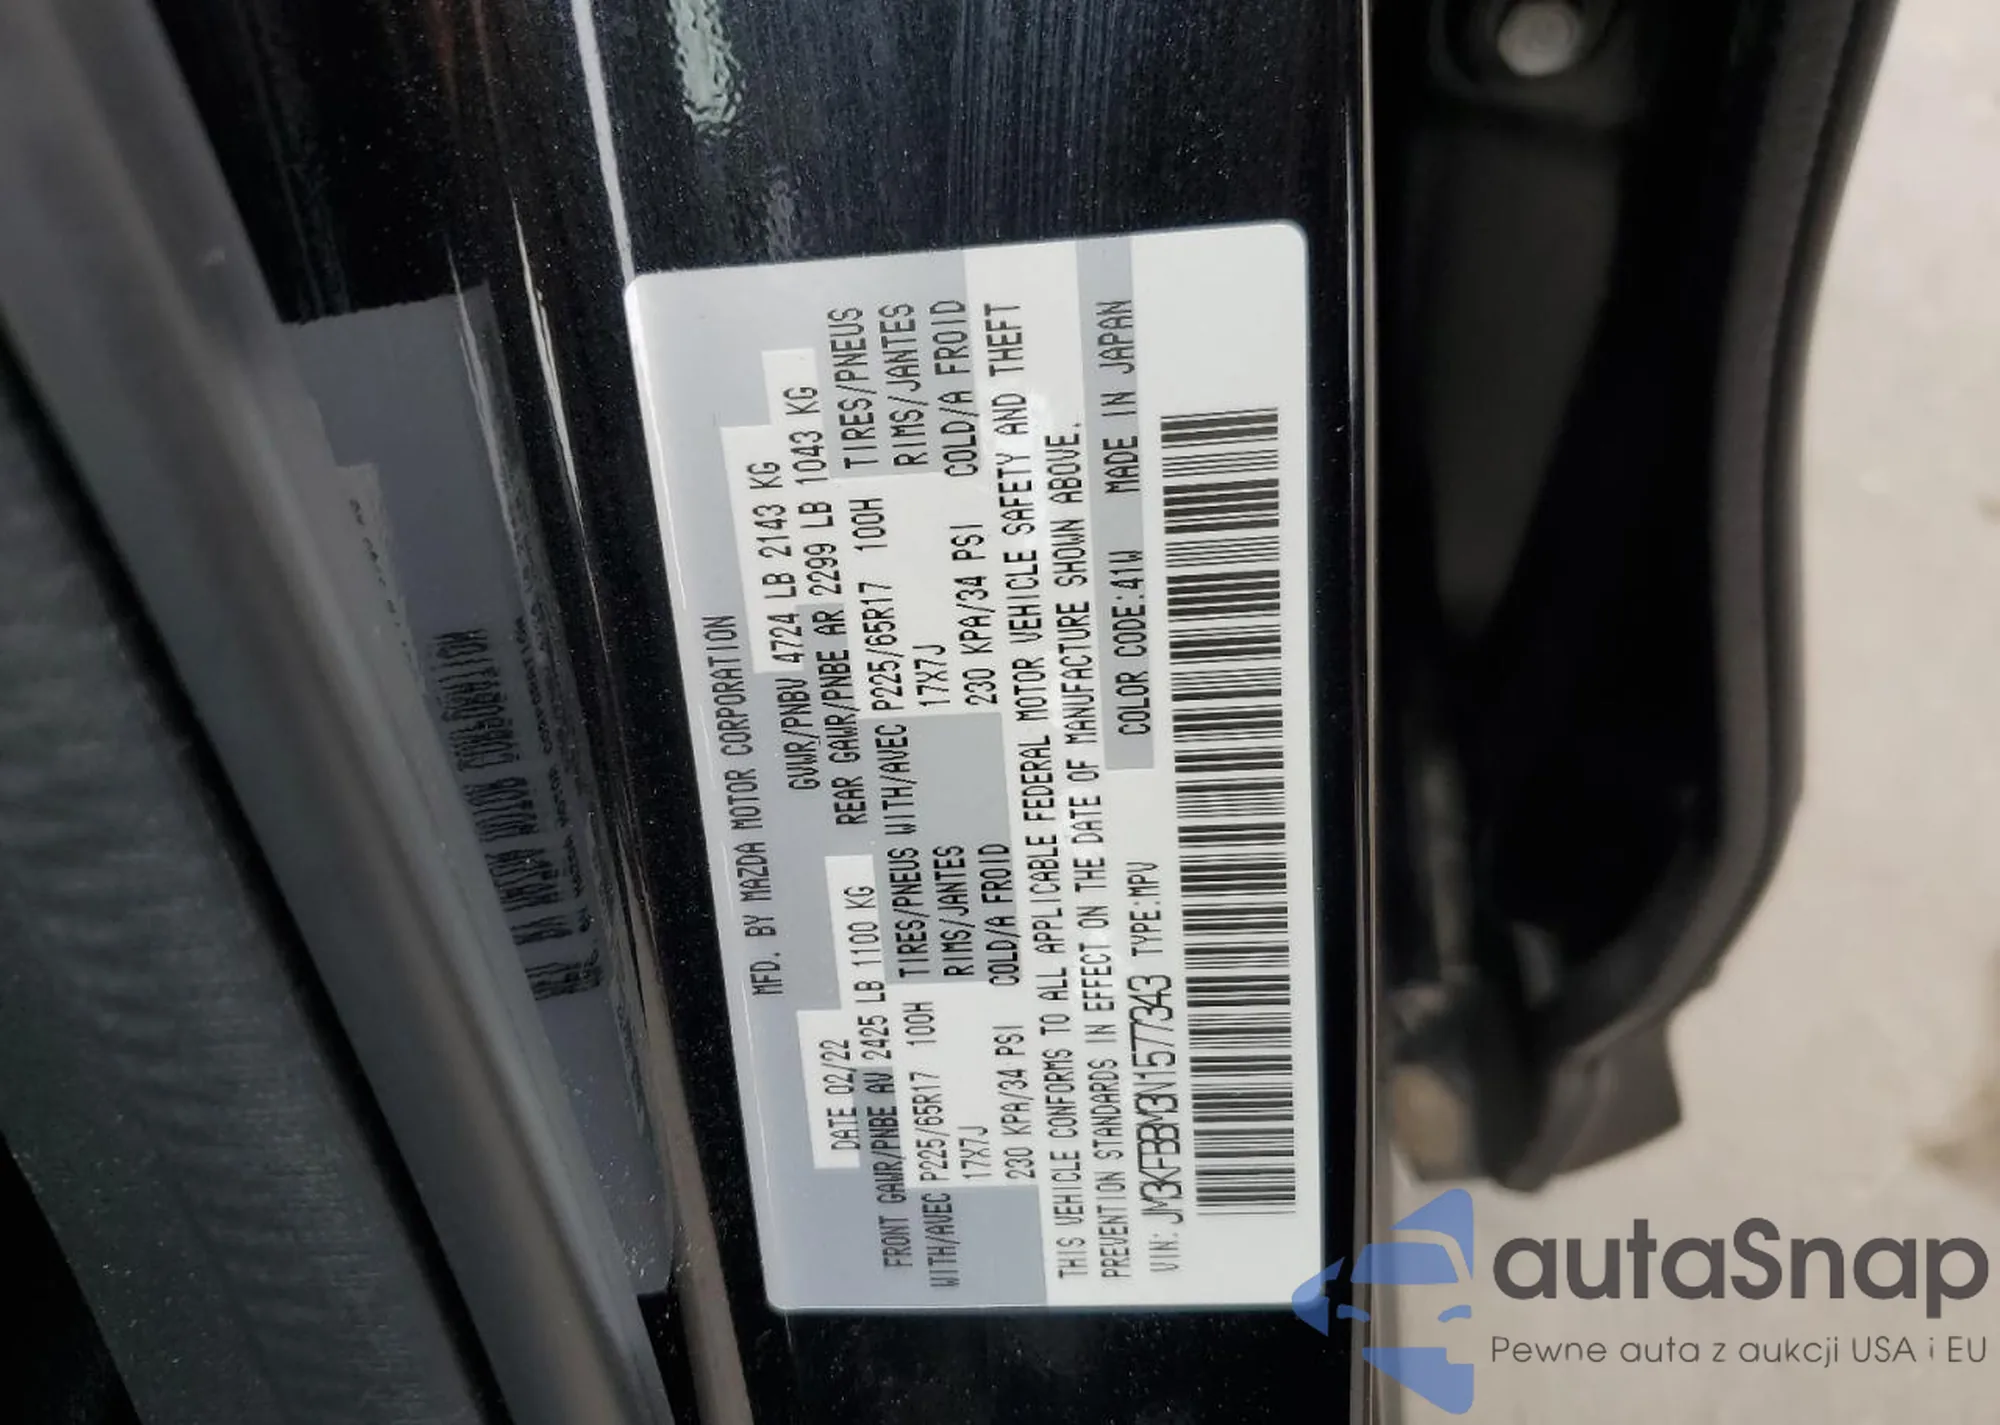 MFD. BY MAZDA MOTOR CORPORATION
DATE 02/22 GVWR/PNBV 4724 LB 2143 KG
FRONT GAWR/PNBE AV 2425 LB 1100 KG REAR GAWR/PNBE AR 2299 LB 1043 KG
WITH/AVEC P225/65R17 100H TIRES/PNEUS WITH/AVEC P225/65R17 100H TIRES/PNEUS
17X7J RIMS/JANTES 17X7J RIMS/JANTES
230 KPA/34 PSI COLD/A FROID 230 KPA/34 PSI COLD/A FROID
THIS VEHICLE CONFORMS TO ALL APPLICABLE FEDERAL MOTOR VEHICLE SAFETY AND THEFT
PREVENTION STANDARDS IN EFFECT ON THE DATE OF MANUFACTURE SHOWN ABOVE.
VIN: JM3KFBBM3N1577343 TYPE:MPV COLOR CODE:41W MADE IN JAPAN
autaSnap
Pewne auta z aukcji USA i EU